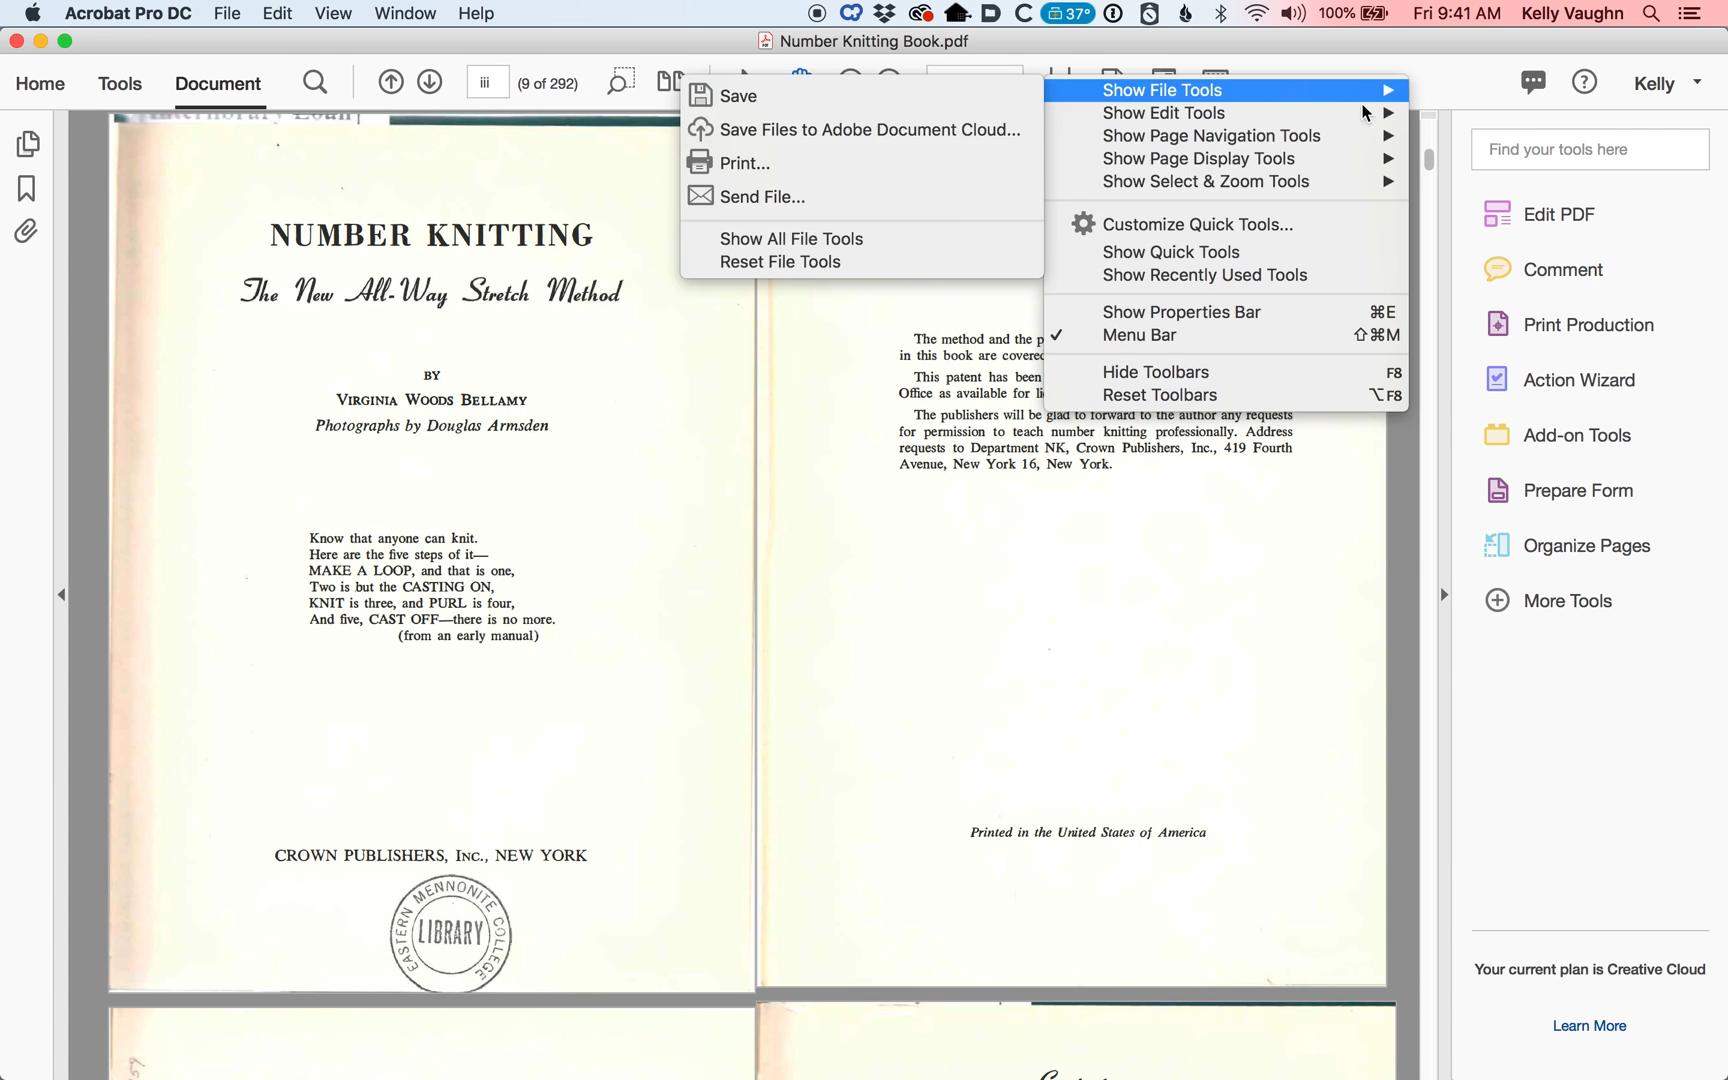 Acrobat Pro DC File Edit View Window Help 37° 100% Fri 9:41 AM Kelly Vaughn
Number Knitting Book.pdf
Home Tools Document iii (9 of 292) Kelly
Save
Save Files to Adobe Document Cloud...
Print...
Send File...
Show All File Tools
Reset File Tools
Show File Tools
Show Edit Tools
Show Page Navigation Tools
Show Page Display Tools
Show Select & Zoom Tools
Customize Quick Tools...
Show Quick Tools
Show Recently Used Tools
Show Properties Bar ⌘E
✓ Menu Bar ⇧⌘M
Hide Toolbars F8
Reset Toolbars ⌥F8
Interlibrary Loan
NUMBER KNITTING
The New All-Way Stretch Method
BY
VIRGINIA WOODS BELLAMY
Photographs by Douglas Armsden
Know that anyone can knit.
Here are the five steps of it—
MAKE A LOOP, and that is one,
Two is but the CASTING ON,
KNIT is three, and PURL is four,
And five, CAST OFF—there is no more.
(from an early manual)
CROWN PUBLISHERS, INC., NEW YORK
EASTERN MENNONITE COLLEGE
LIBRARY
The method and the p
in this book are covered
This patent has been
Office as available for li
The publishers will be glad to forward to the author any requests
for permission to teach number knitting professionally. Address
requests to Department NK, Crown Publishers, Inc., 419 Fourth
Avenue, New York 16, New York.
Printed in the United States of America
Find your tools here
Edit PDF
Comment
Print Production
Action Wizard
Add-on Tools
Prepare Form
Organize Pages
More Tools
Your current plan is Creative Cloud
Learn More